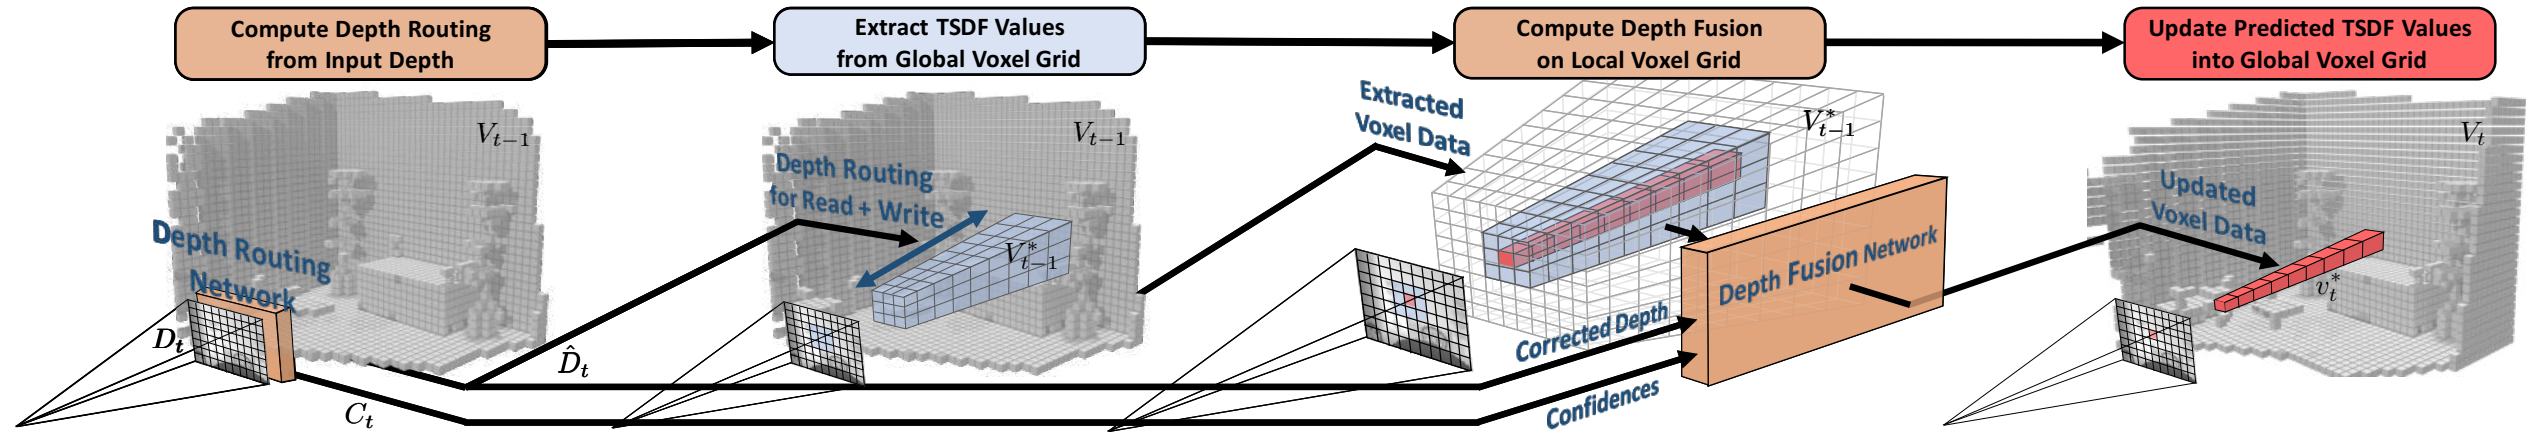 Compute Depth Routing
from Input Depth
Extract TSDF Values
from Global Voxel Grid
Compute Depth Fusion
on Local Voxel Grid
Update Predicted TSDF Values
into Global Voxel Grid
V_{t-1}
Depth Routing
Network
D_t
C_t
V_{t-1}
Depth Routing
for Read + Write
V^*_{t-1}
\hat{D}_t
Extracted
Voxel Data
V^*_{t-1}
Depth Fusion Network
Corrected Depth
Confidences
V_t
Updated
Voxel Data
v^*_t